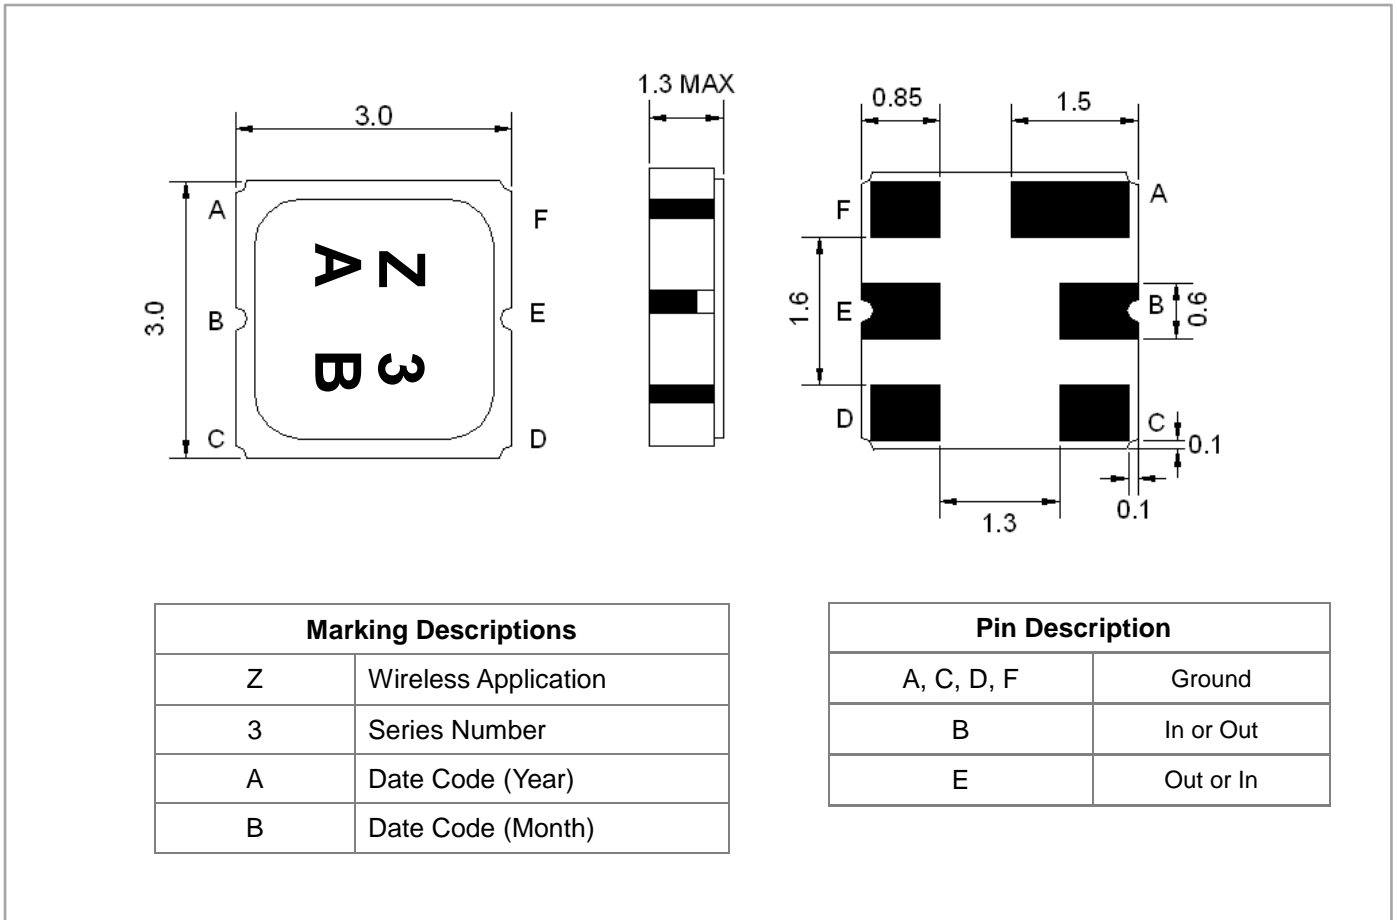 3.0
3.0
A
B
C
F
E
D
Z 3
A B
1.3 MAX
0.85
1.5
F
E
D
A
B
C
1.6
0.6
0.1
0.1
1.3
Marking Descriptions
Z Wireless Application
3 Series Number
A Date Code (Year)
B Date Code (Month)
Pin Description
A, C, D, F Ground
B In or Out
E Out or In